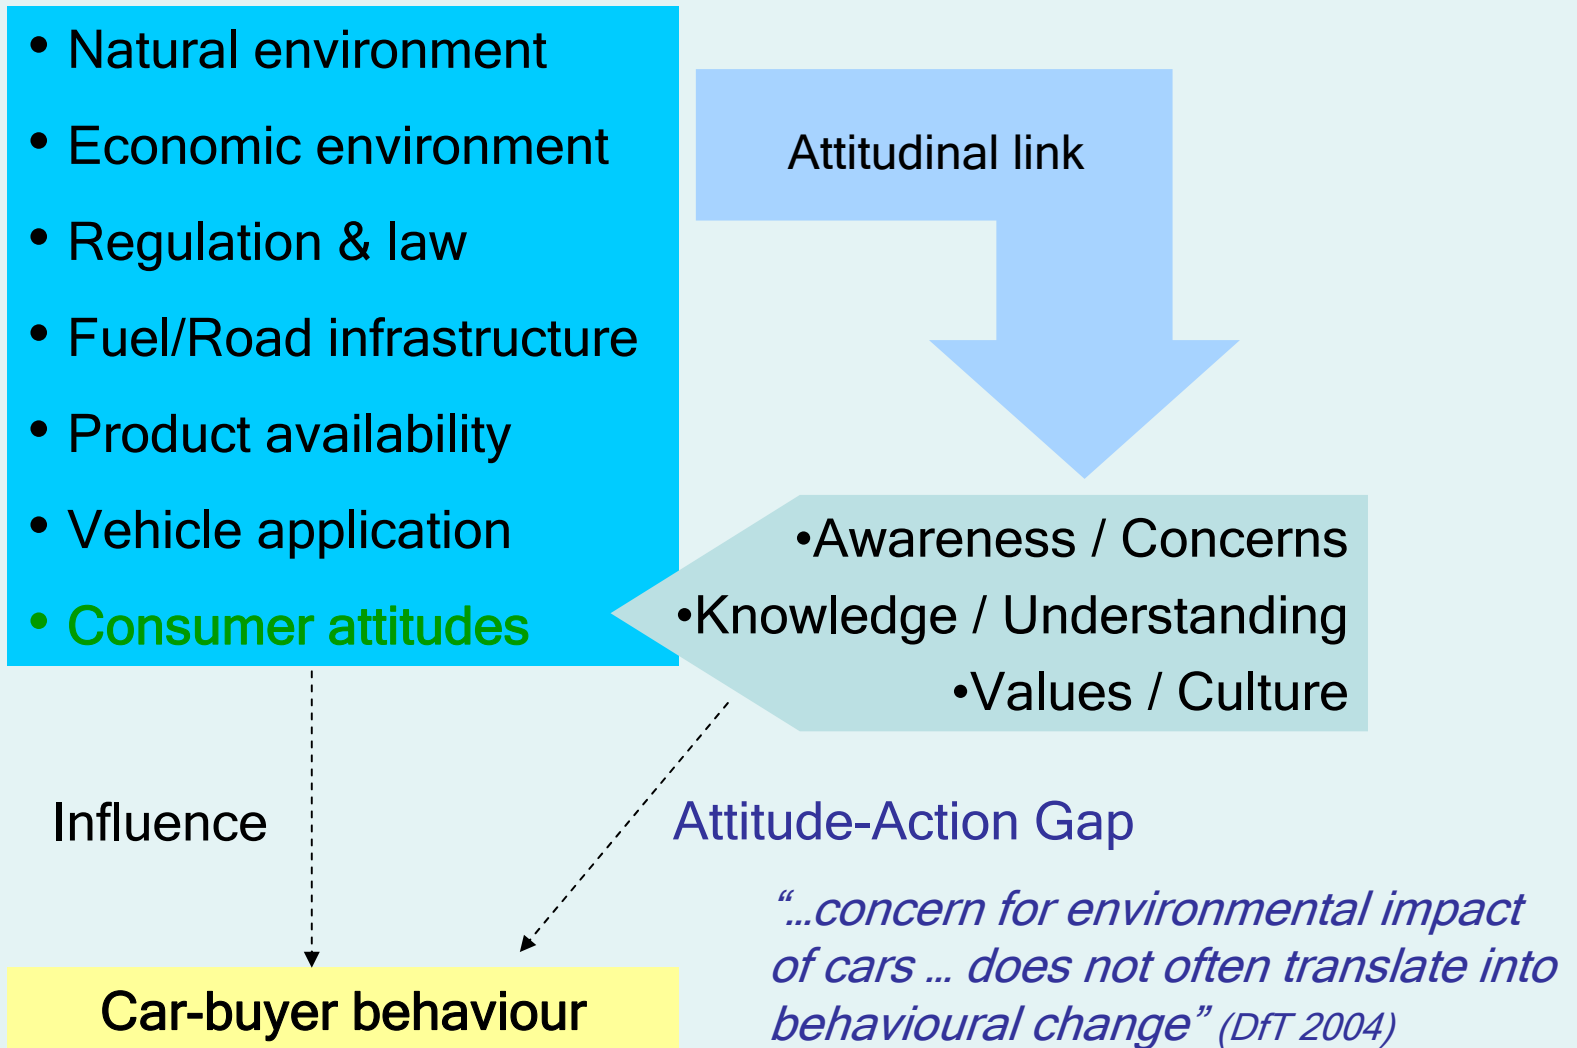 • Natural environment
• Economic environment
• Regulation & law
• Fuel/Road infrastructure
• Product availability
• Vehicle application
• Consumer attitudes
Attitudinal link
•Awareness / Concerns
•Knowledge / Understanding
•Values / Culture
Influence
Attitude-Action Gap
“...concern for environmental impact
of cars ... does not often translate into
behavioural change” (DfT 2004)
Car-buyer behaviour